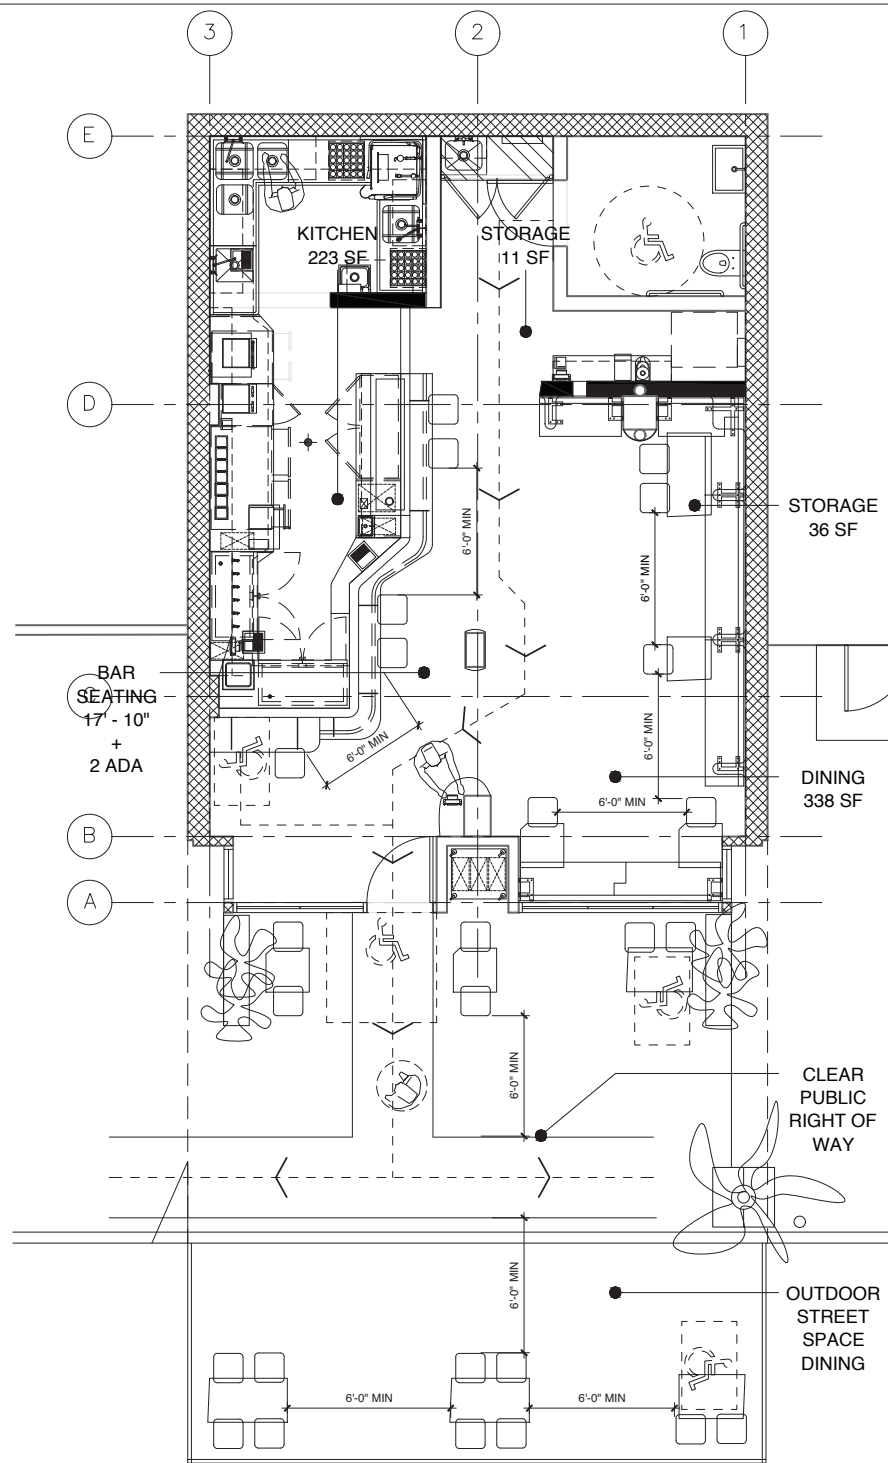 3
2
1
E
KITCHEN
223 SF
STORAGE
11 SF
D
6'-0" MIN
6'-0" MIN
STORAGE
36 SF
C
BAR
SEATING
17' - 10"
+
2 ADA
6'-0" MIN
6'-0" MIN
6'-0" MIN
DINING
338 SF
B
A
6'-0" MIN
CLEAR
PUBLIC
RIGHT OF
WAY
6'-0" MIN
OUTDOOR
STREET
SPACE
DINING
6'-0" MIN
6'-0" MIN